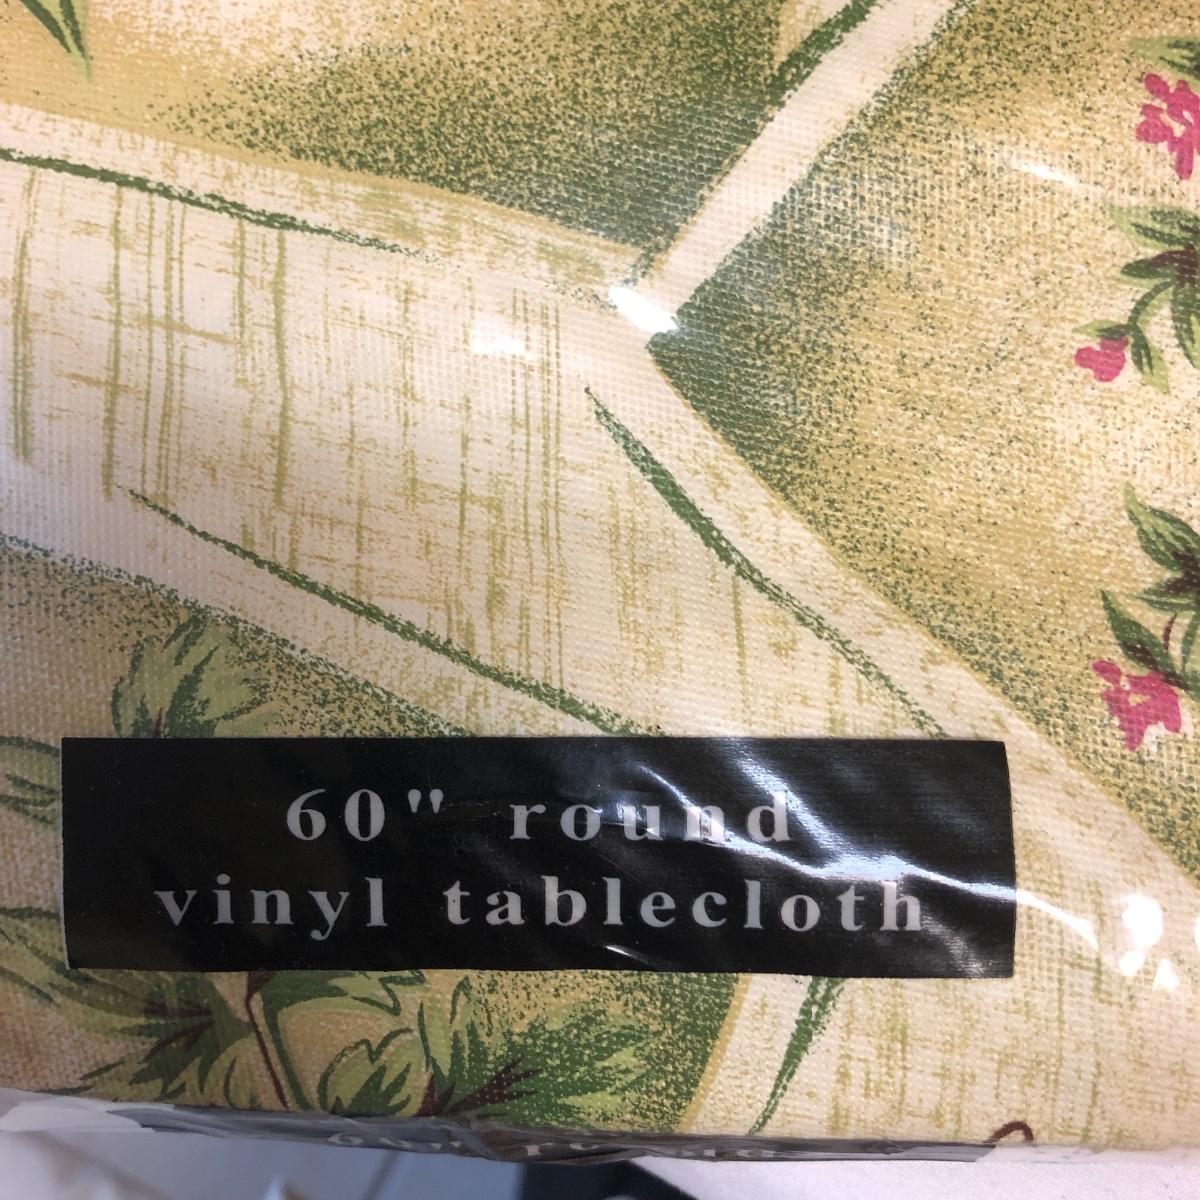 60" round
vinyl tablecloth